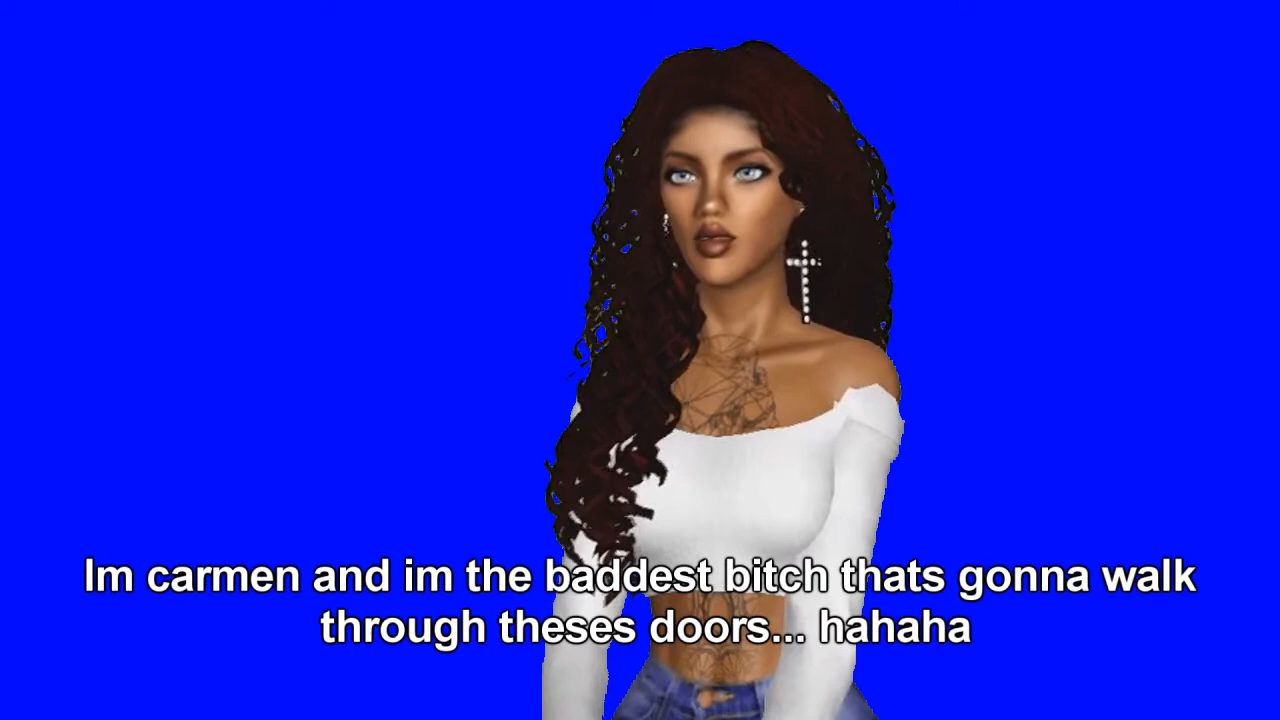 Im carmen and im the baddest bitch thats gonna walk
through theses doors... hahaha